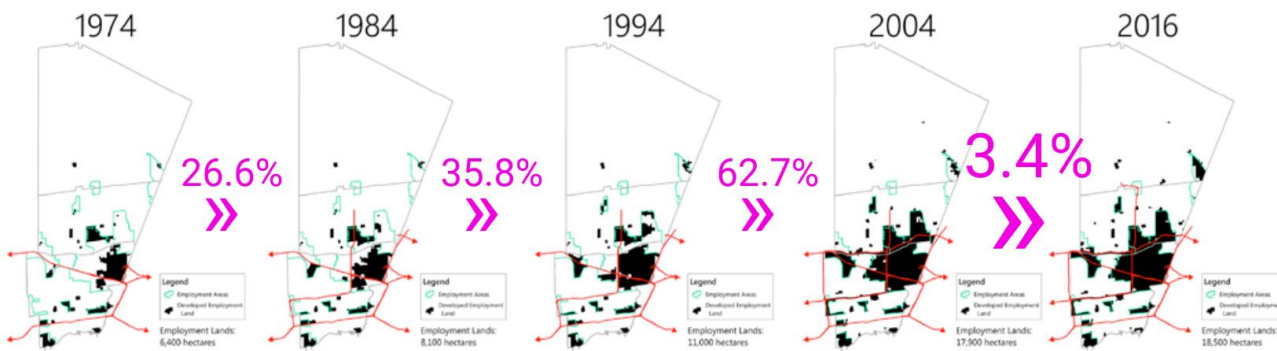 1974
1984
1994
2004
2016
26.6%
35.8%
62.7%
3.4%
Legend
Employment Areas
Developed Employment
Land
Employment Lands:
6,400 hectares
Legend
Employment Areas
Developed Employment
Land
Employment Lands:
8,100 hectares
Legend
Employment Areas
Developed Employment
Land
Employment Lands:
11,000 hectares
Legend
Employment Areas
Developed Employment
Land
Employment Lands:
17,900 hectares
Legend
Employment Areas
Developed Employment
Land
Employment Lands:
18,500 hectares